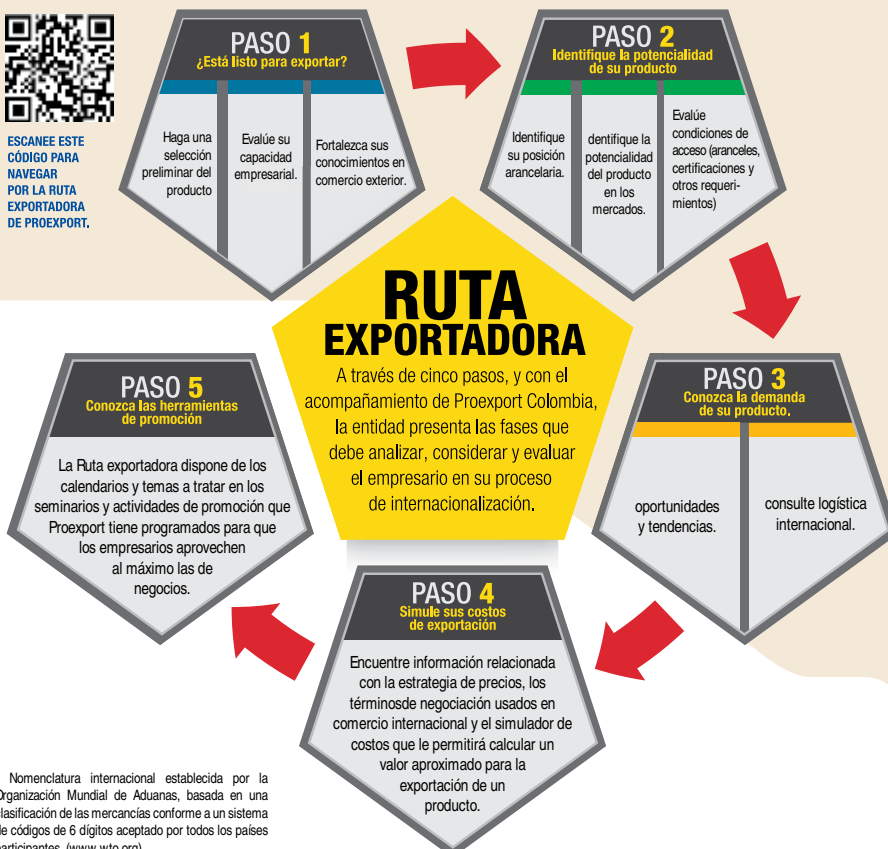 ESCANEE ESTE
CÓDIGO PARA
NAVEGAR
POR LA RUTA
EXPORTADORA
DE PROEXPORT.
PASO 1
¿Está listo para exportar?
Haga una
selección
preliminar del
producto
Evalúe su
capacidad
empresarial.
Fortalezca sus
conocimientos en
comercio exterior.
PASO 2
Identifique la potencialidad
de su producto
Identifique
su posición
arancelaria.
dentifique la
potencialidad
del producto
en los
mercados.
Evalúe
condiciones de
acceso (aranceles,
certificaciones y
otros requeri-
mientos)
RUTA
EXPORTADORA
A través de cinco pasos, y con el
acompañamiento de Proexport Colombia,
la entidad presenta las fases que
debe analizar, considerar y evaluar
el empresario en su proceso
de internacionalización.
PASO 3
Conozca la demanda
de su producto.
oportunidades
y tendencias.
consulte logística
internacional.
PASO 4
Simule sus costos
de exportación
Encuentre información relacionada
con la estrategia de precios, los
términosde negociación usados en
comercio internacional y el simulador de
costos que le permitirá calcular un
valor aproximado para la
exportación de un
producto.
PASO 5
Conozca las herramientas
de promoción
La Ruta exportadora dispone de los
calendarios y temas a tratar en los
seminarios y actividades de promoción que
Proexport tiene programados para que
los empresarios aprovechen
al máximo las de
negocios.
Nomenclatura internacional establecida por la
Organización Mundial de Aduanas, basada en una
clasificación de las mercancías conforme a un sistema
de códigos de 6 dígitos aceptado por todos los países
participantes. (www.wto.org)